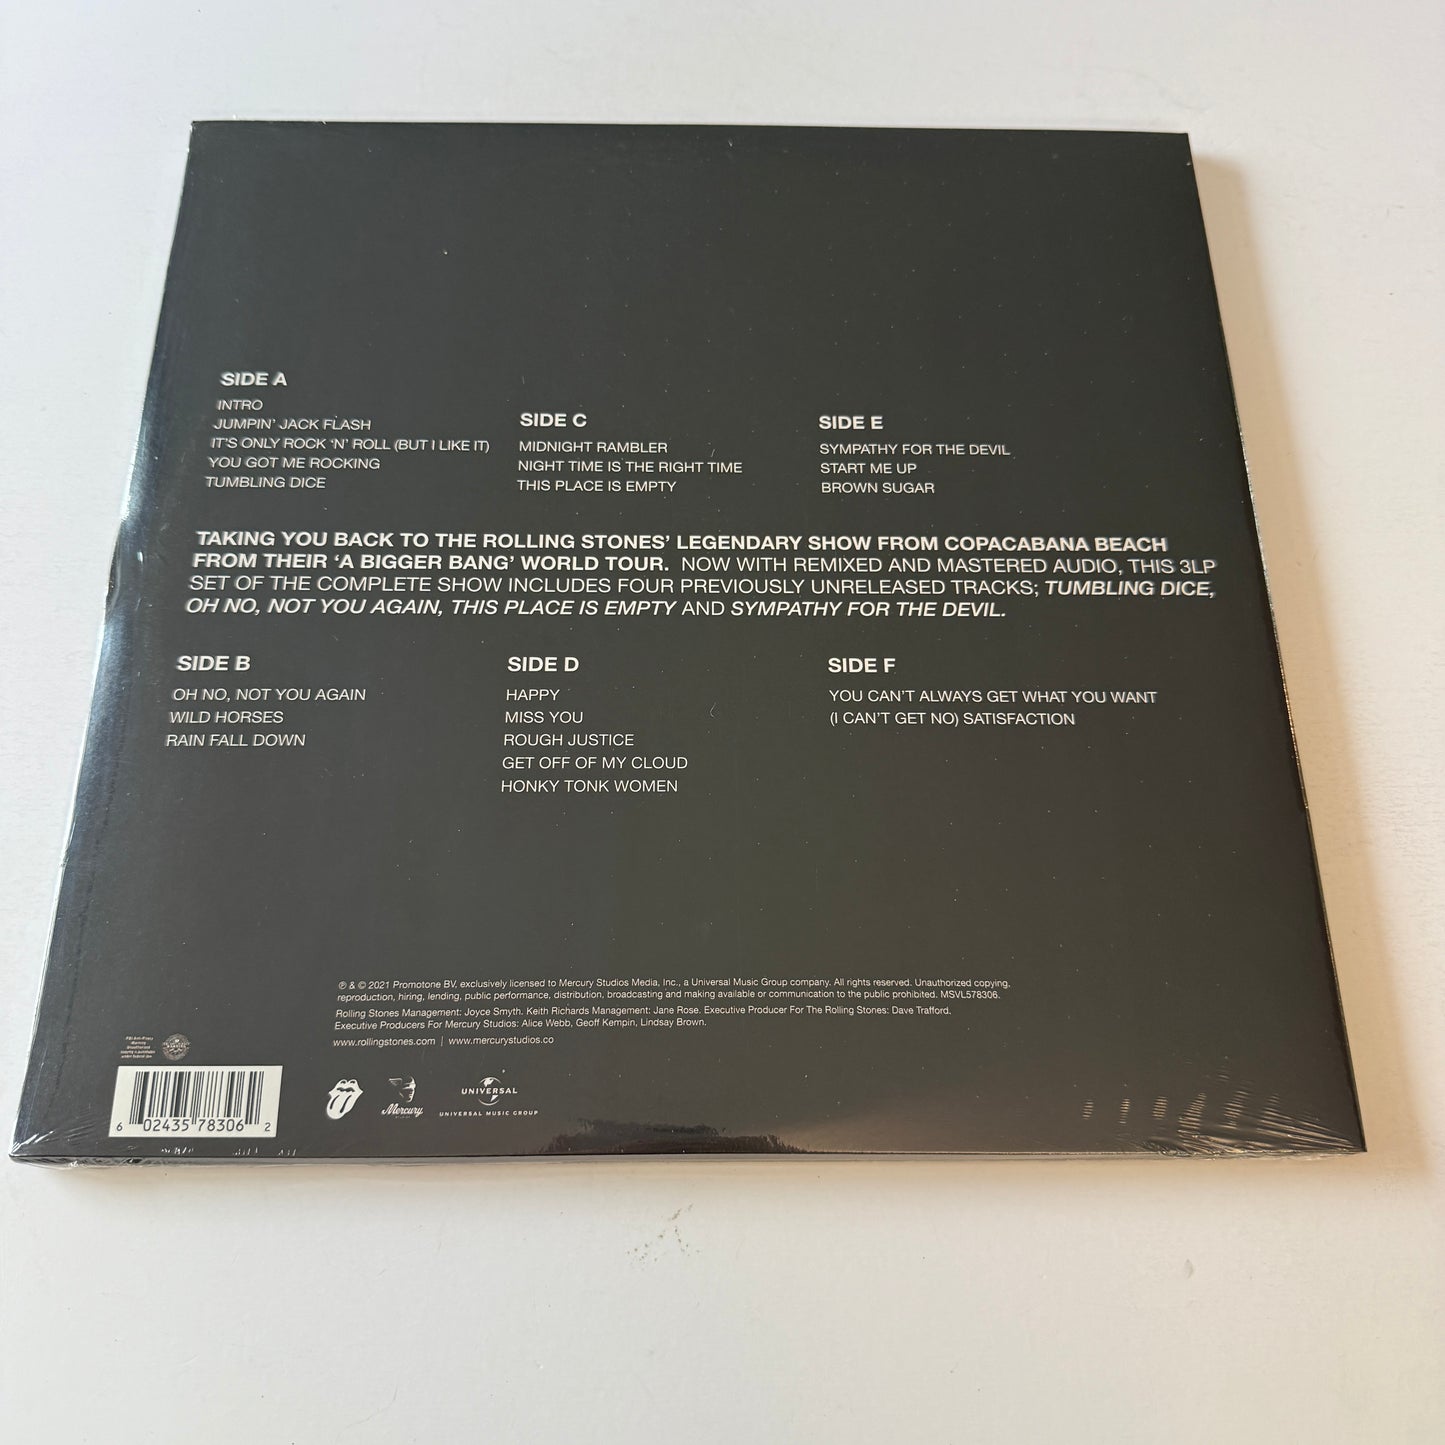 SIDE A
INTRO
JUMPIN' JACK FLASH
IT'S ONLY ROCK 'N' ROLL (BUT I LIKE IT)
YOU GOT ME ROCKING
TUMBLING DICE
SIDE C
MIDNIGHT RAMBLER
NIGHT TIME IS THE RIGHT TIME
THIS PLACE IS EMPTY
SIDE E
SYMPATHY FOR THE DEVIL
START ME UP
BROWN SUGAR
TAKING YOU BACK TO THE ROLLING STONES' LEGENDARY SHOW FROM COPACABANA BEACH
FROM THEIR 'A BIGGER BANG' WORLD TOUR. NOW WITH REMIXED AND MASTERED AUDIO, THIS 3LP
SET OF THE COMPLETE SHOW INCLUDES FOUR PREVIOUSLY UNRELEASED TRACKS; TUMBLING DICE,
OH NO, NOT YOU AGAIN, THIS PLACE IS EMPTY AND SYMPATHY FOR THE DEVIL.
SIDE B
OH NO, NOT YOU AGAIN
WILD HORSES
RAIN FALL DOWN
SIDE D
HAPPY
MISS YOU
ROUGH JUSTICE
GET OFF OF MY CLOUD
HONKY TONK WOMEN
SIDE F
YOU CAN'T ALWAYS GET WHAT YOU WANT
(I CAN'T GET NO) SATISFACTION
℗ & © 2021 Promotone BV, exclusively licensed to Mercury Studios Media, Inc., a Universal Music Group company. All rights reserved. Unauthorized copying,
reproduction, hiring, lending, public performance, distribution, broadcasting and making available or communication to the public prohibited. MSVL578306.
Rolling Stones Management: Joyce Smyth. Keith Richards Management: Jane Rose. Executive Producer For The Rolling Stones: Dave Trafford.
Executive Producers For Mercury Studios: Alice Webb, Geoff Kempin, Lindsay Brown.
www.rollingstones.com | www.mercurystudios.co
FBI Anti-Piracy
Warning:
Unauthorized
copying is punishable
under federal law.
6 02435 78306 2
Mercury
UNIVERSAL
UNIVERSAL MUSIC GROUP